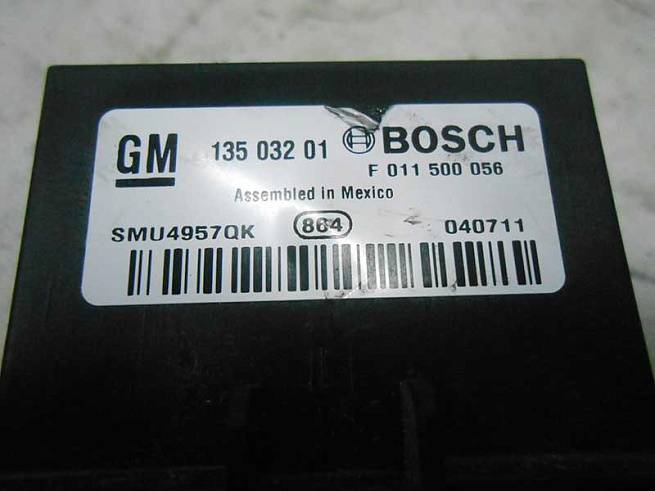 GM 135 032 01 BOSCH
F 011 500 056
Assembled in Mexico
SMU4957QK 864 040711